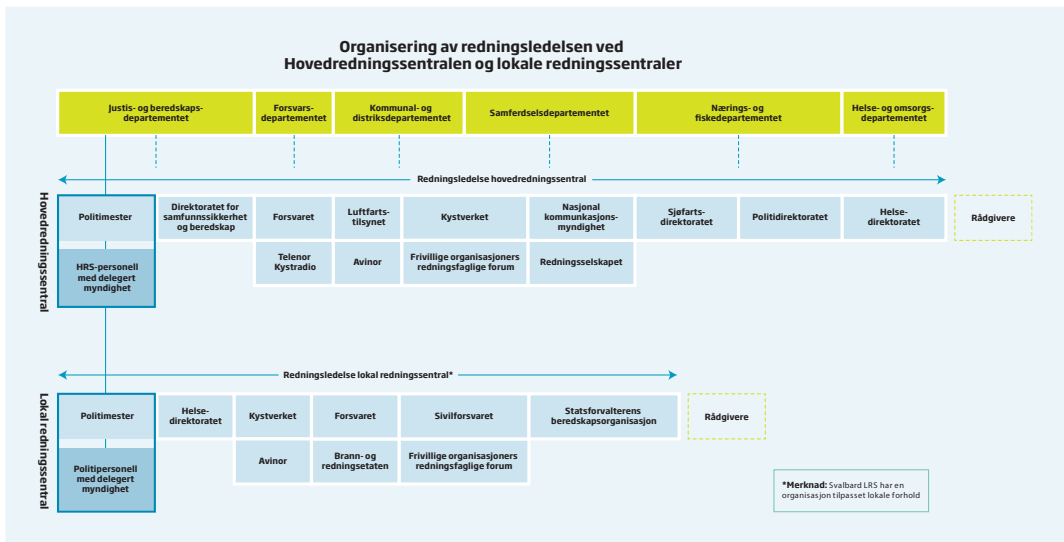 Organisering av redningsledelsen ved
Hovedredningssentralen og lokale redningssentraler
Justis- og beredskaps-
departementet
Forsvars-
departementet
Kommunal- og
distriksdepartementet
Samferdselsdepartementet
Nærings- og
fiskedepartementet
Helse- og omsorgs-
departementet
Redningsledelse hovedredningssentral
Hovedredningssentral
Politimester
Direktoratet for
samfunnssikkerhet
og beredskap
Forsvaret
Luftfarts-
tilsynet
Kystverket
Nasjonal
kommunkasjons-
myndighet
Sjøfarts-
direktoratet
Politidirektoratet
Helse-
direktoratet
Rådgivere
HRS-personell
med delegert
myndighet
Telenor
Kystradio
Avinor
Frivillige organisasjoners
redningsfaglige forum
Redningsselskapet
Redningsledelse lokal redningssentral*
Lokal redningssentral
Politimester
Helse-
direktoratet
Kystverket
Forsvaret
Sivilforsvaret
Statsforvalterens
beredskapsorganisasjon
Rådgivere
Politipersonell
med delegert
myndighet
Avinor
Brann- og
redningsetaten
Frivillige organisasjoners
redningsfaglige forum
*Merknad: Svalbard LRS har en
organisasjon tilpasset lokale forhold